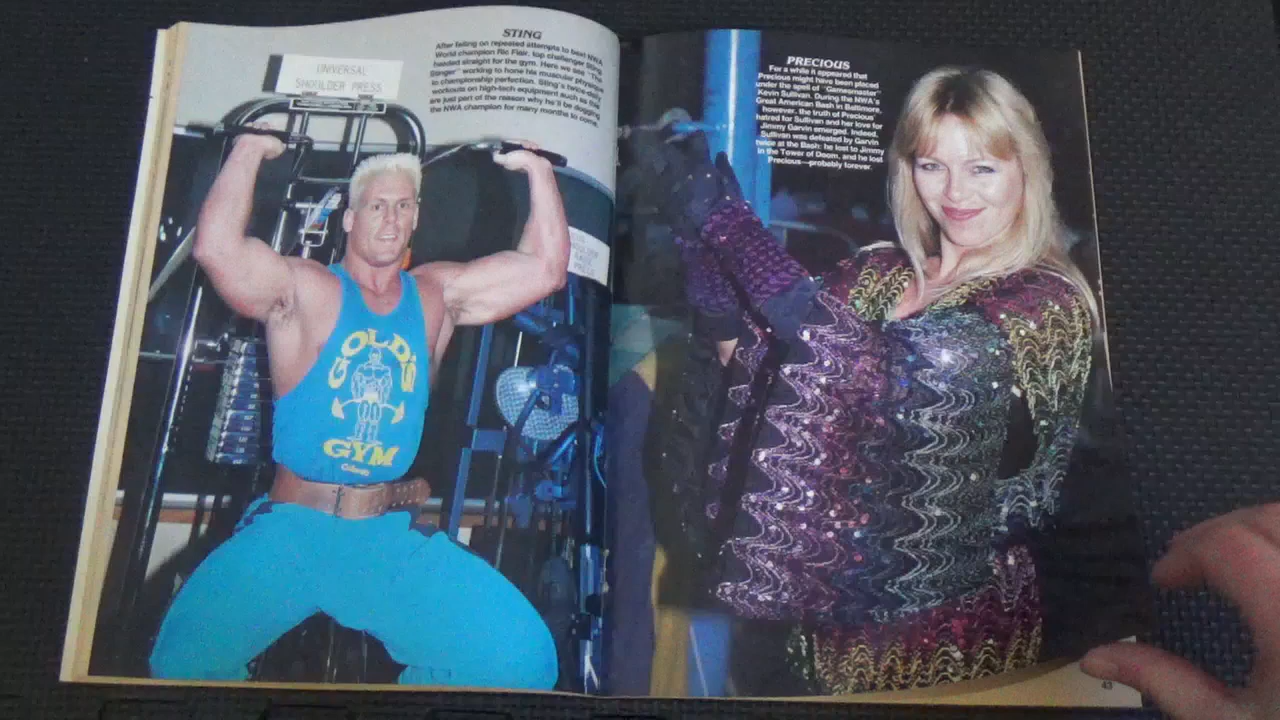 STING
After failing on repeated attempts to beat NWA
World champion Ric Flair, top challenger Sting
headed straight for the gym. Here we see "The
Stinger" working to hone his muscular physique
to championship perfection. Sting's twice-daily
workouts on high-tech equipment such as this
are just part of the reason why he'll be dogging
the NWA champion for many months to come.
UNIVERSAL
SHOULDER PRESS
GOLD'S
GYM
PRECIOUS
For a while it appeared that
Precious might have been placed
under the spell of "Gamesmaster"
Kevin Sullivan. During the NWA's
Great American Bash in Baltimore,
however, the truth of Precious'
hatred for Sullivan and her love for
Jimmy Garvin emerged. Indeed,
Sullivan was defeated by Garvin
twice at the Bash: he lost to Jimmy
in the Tower of Doom, and he lost
Precious—probably forever.
43